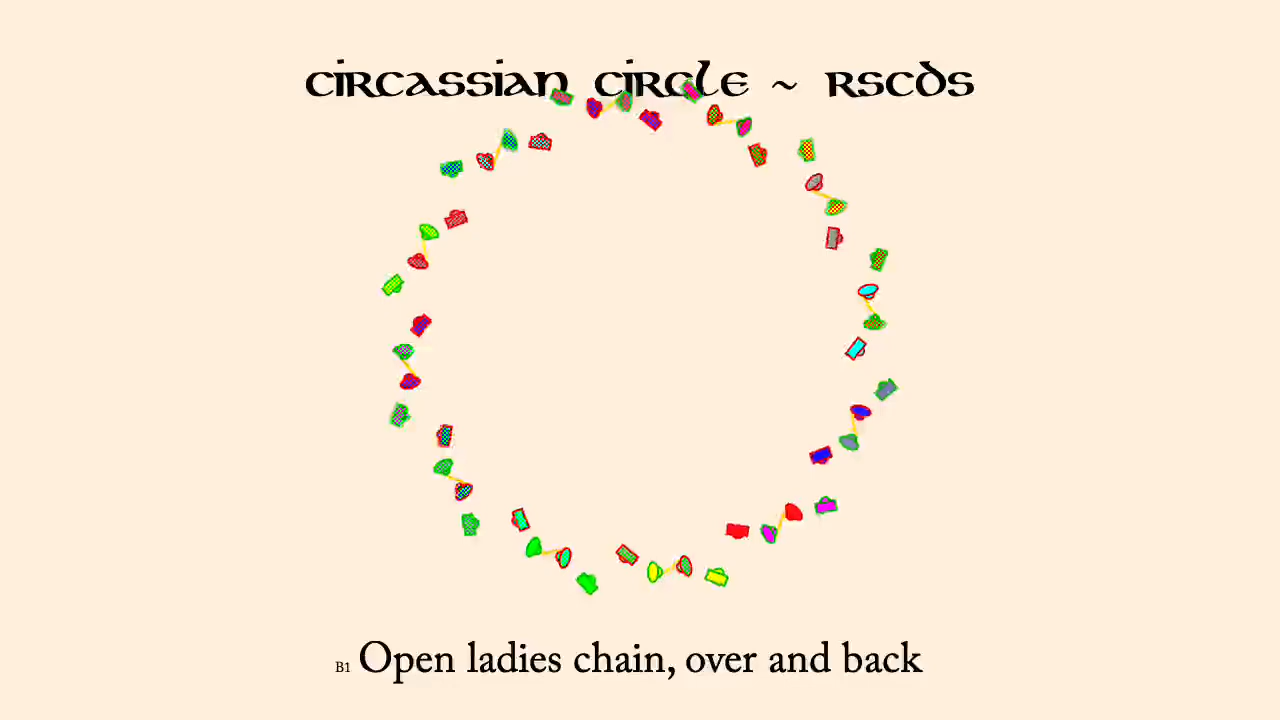 circassian circle ~ rscds
B1 Open ladies chain, over and back